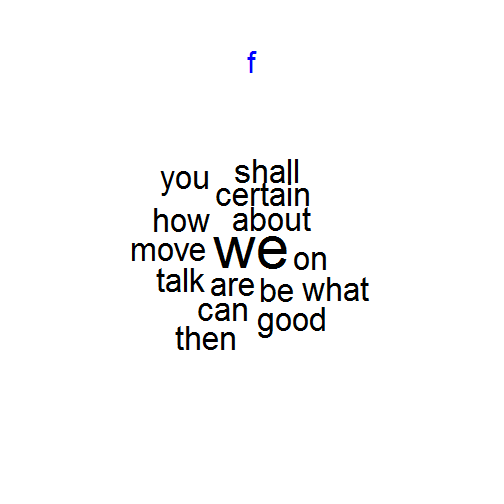 f
you shall
certain
how about
move we on
talk are be what
can good
then